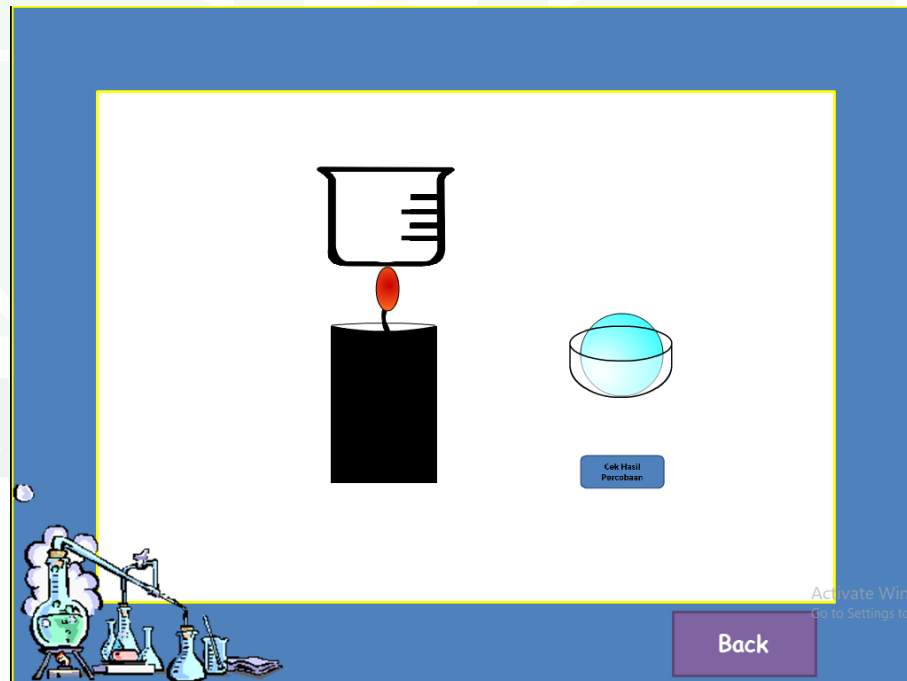 Cek Hasil
Percobaan
Activate Win
Go to Settings to
Back